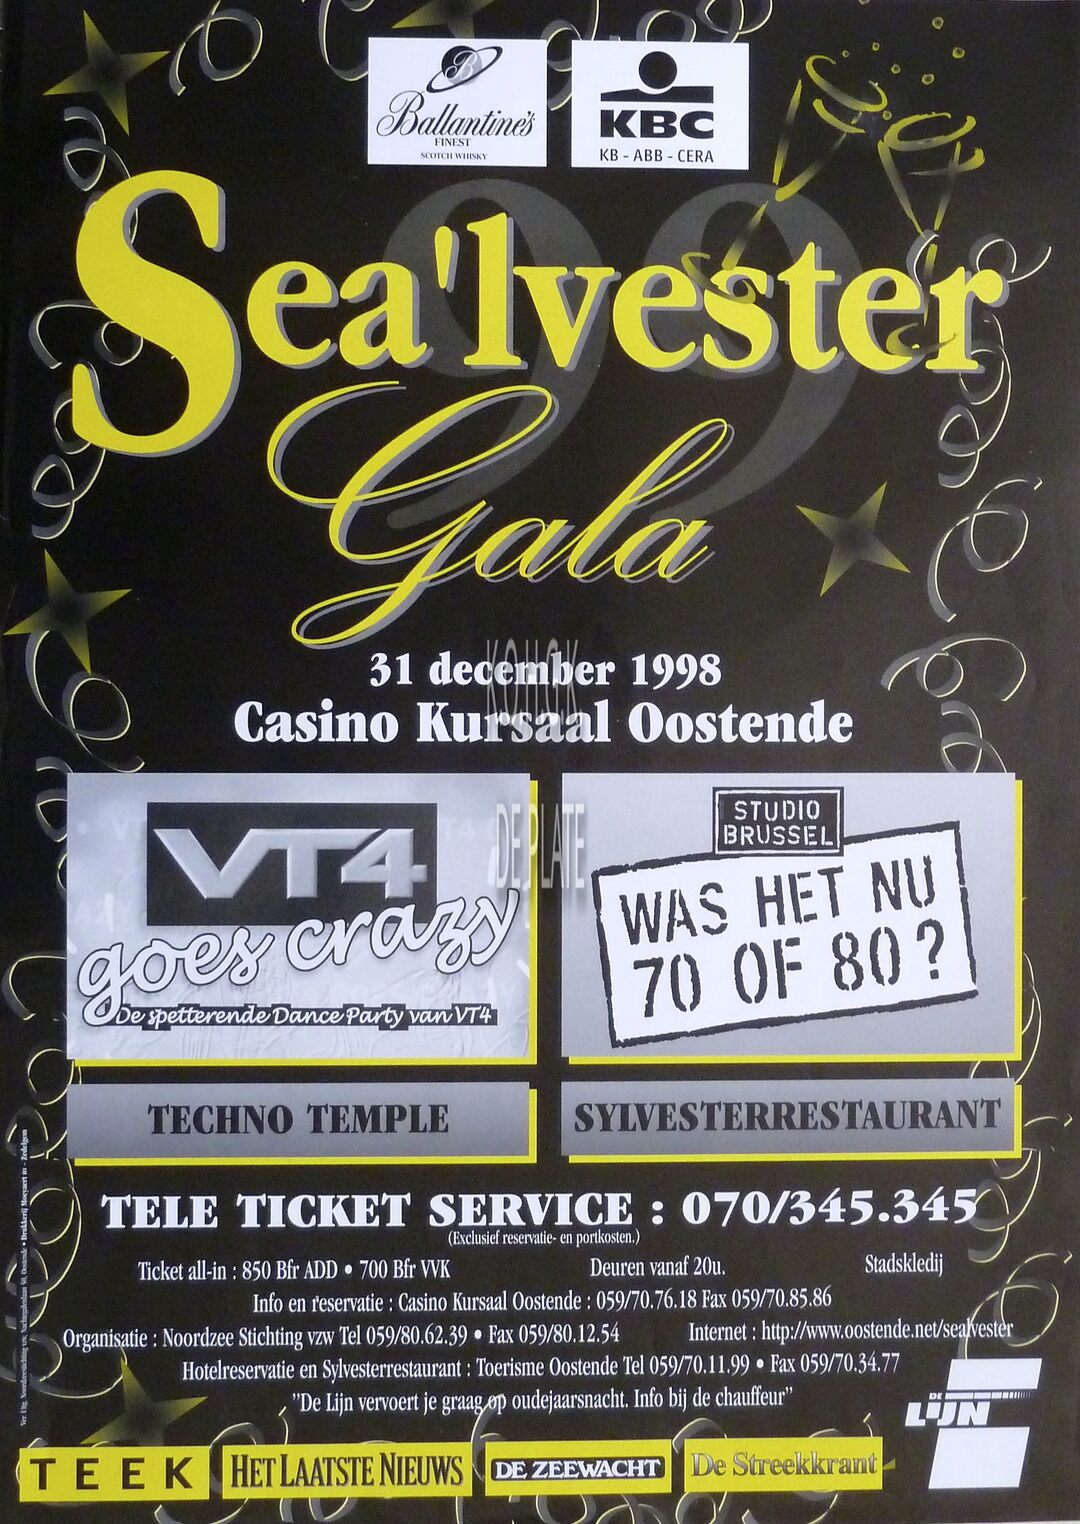 Ballantine's
FINEST
SCOTCH WHISKY
KBC
KB - ABB - CERA
99
Sea'lvester
Gala
31 december 1998
Casino Kursaal Oostende
KOHGK
DE PLATE
VT4
goes crazy
De spetterende Dance Party van VT4
STUDIO
BRUSSEL
WAS HET NU
70 OF 80?
TECHNO TEMPLE
SYLVESTERRESTAURANT
TELE TICKET SERVICE : 070/345.345
(Exclusief reservatie- en portkosten.)
Ticket all-in : 850 Bfr ADD • 700 Bfr VVK Deuren vanaf 20u. Stadskledij
Info en reservatie : Casino Kursaal Oostende : 059/70.76.18 Fax 059/70.85.86
Organisatie : Noordzee Stichting vzw Tel 059/80.62.39 • Fax 059/80.12.54 Internet : http://www.oostende.net/sealvester
Hotelreservatie en Sylvesterrestaurant : Toerisme Oostende Tel 059/70.11.99 • Fax 059/70.34.77
"De Lijn vervoert je graag op oudejaarsnacht. Info bij de chauffeur"
DE
LIJN
TEEK
HET LAATSTE NIEUWS
DE ZEEWACHT
De Streekkrant